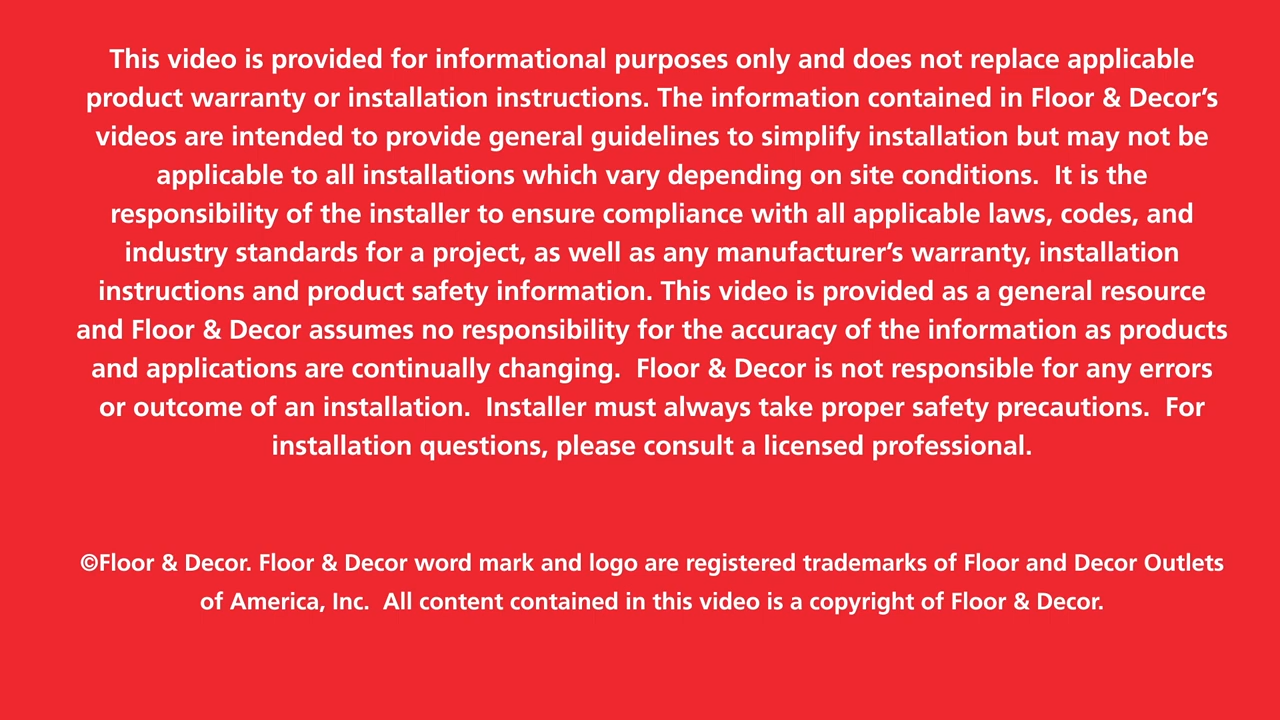 This video is provided for informational purposes only and does not replace applicable
product warranty or installation instructions. The information contained in Floor & Decor’s
videos are intended to provide general guidelines to simplify installation but may not be
applicable to all installations which vary depending on site conditions.  It is the
responsibility of the installer to ensure compliance with all applicable laws, codes, and
industry standards for a project, as well as any manufacturer’s warranty, installation
instructions and product safety information. This video is provided as a general resource
and Floor & Decor assumes no responsibility for the accuracy of the information as products
and applications are continually changing.  Floor & Decor is not responsible for any errors
or outcome of an installation.  Installer must always take proper safety precautions.  For
installation questions, please consult a licensed professional.
©Floor & Decor. Floor & Decor word mark and logo are registered trademarks of Floor and Decor Outlets
of America, Inc.  All content contained in this video is a copyright of Floor & Decor.